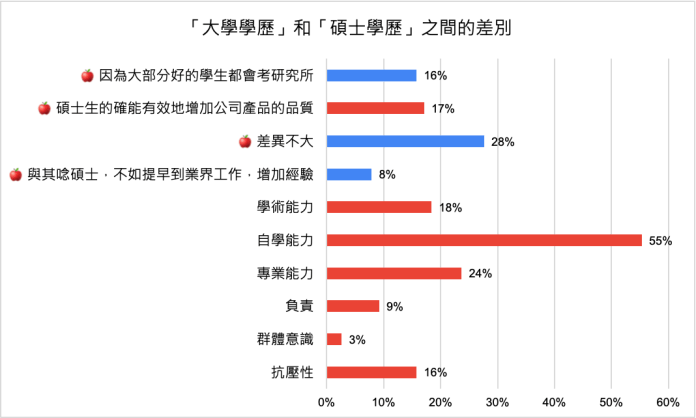 「大學學歷」和「碩士學歷」之間的差別
🍎 因為大部分好的學生都會考研究所 16%
🍎 碩士生的確能有效地增加公司產品的品質 17%
🍎 差異不大 28%
🍎 與其唸碩士，不如提早到業界工作，增加經驗 8%
學術能力 18%
自學能力 55%
專業能力 24%
負責 9%
群體意識 3%
抗壓性 16%
0% 10% 20% 30% 40% 50% 60%